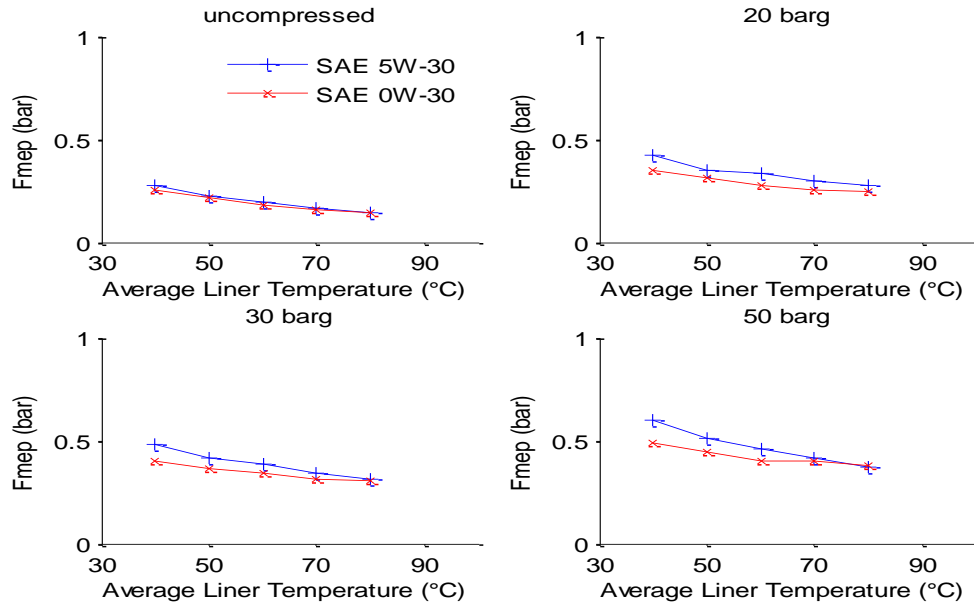 uncompressed
1
0.5
0
Fmep (bar)
SAE 5W-30
SAE 0W-30
30 50 70 90
Average Liner Temperature (°C)
20 barg
1
0.5
0
Fmep (bar)
30 50 70 90
Average Liner Temperature (°C)
30 barg
1
0.5
0
Fmep (bar)
30 50 70 90
Average Liner Temperature (°C)
50 barg
1
0.5
0
Fmep (bar)
30 50 70 90
Average Liner Temperature (°C)